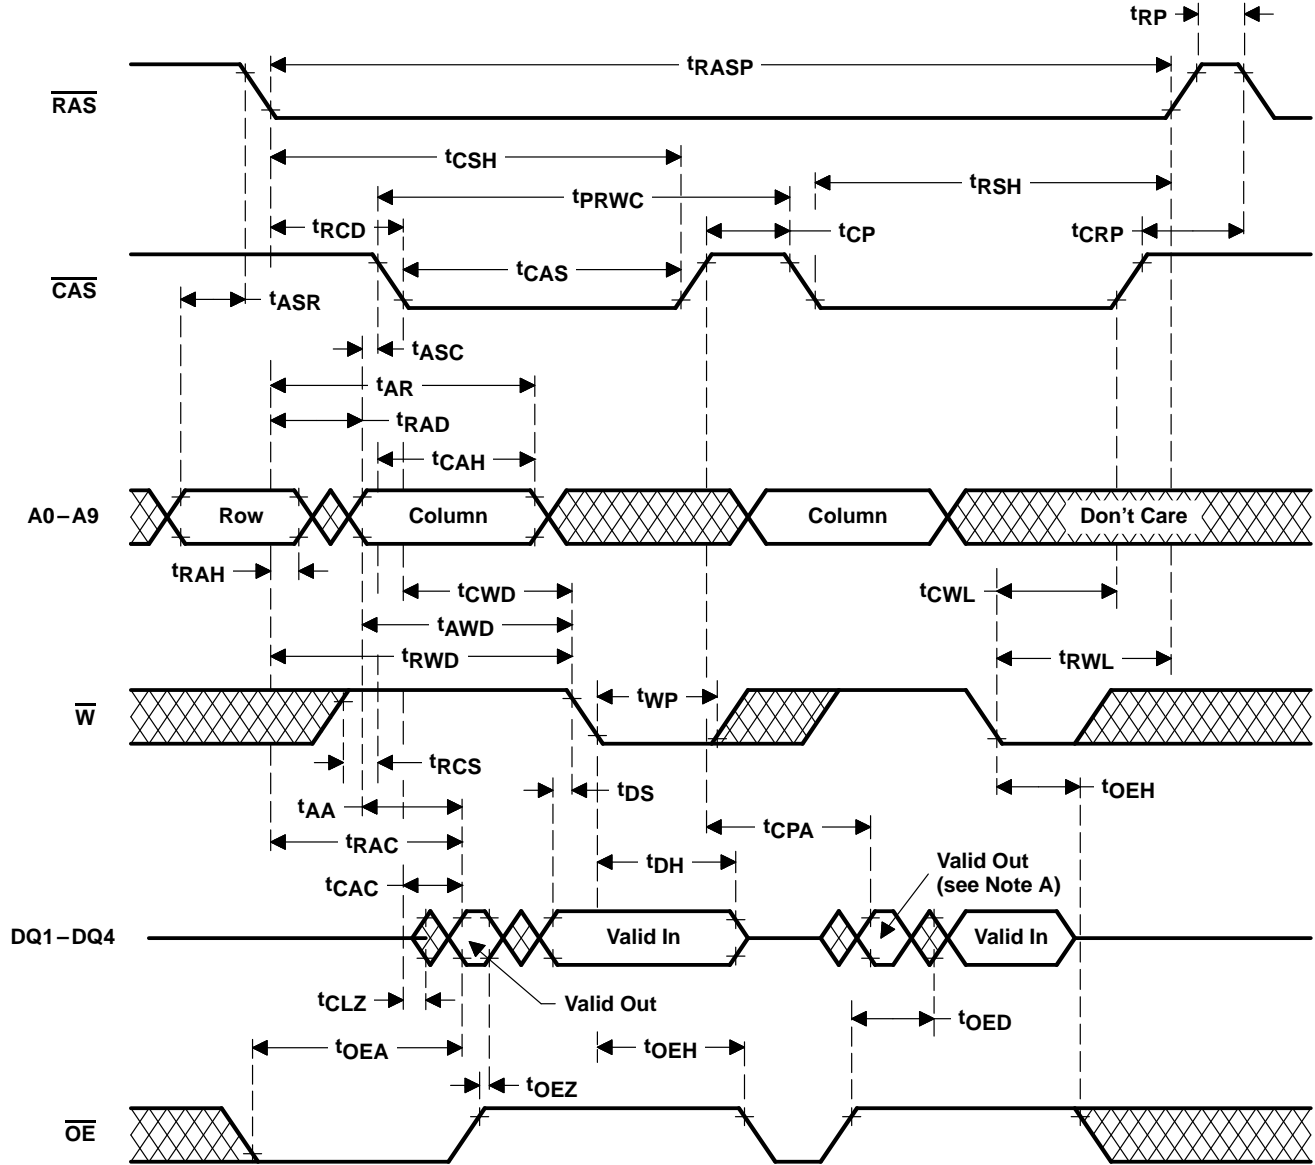 tRP
tRASP
RAS
tCSH
tRSH
tPRWC
tRCD
tCP
tCRP
tCAS
CAS
tASR
tASC
tAR
tRAD
tCAH
A0–A9
Row
Column
Column
Don't Care
tRAH
tCWD
tCWL
tAWD
tRWD
tRWL
tWP
W
tRCS
tDS
tOEH
tAA
tCPA
tRAC
tDH
Valid Out
(see Note A)
tCAC
DQ1–DQ4
Valid In
Valid In
tCLZ
Valid Out
tOED
tOEA
tOEH
tOEZ
OE